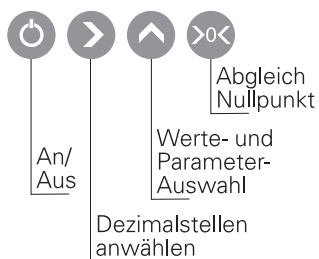 >0<
Abgleich
Nullpunkt
Werte- und
Parameter-
Auswahl
An/
Aus
Dezimalstellen
anwählen